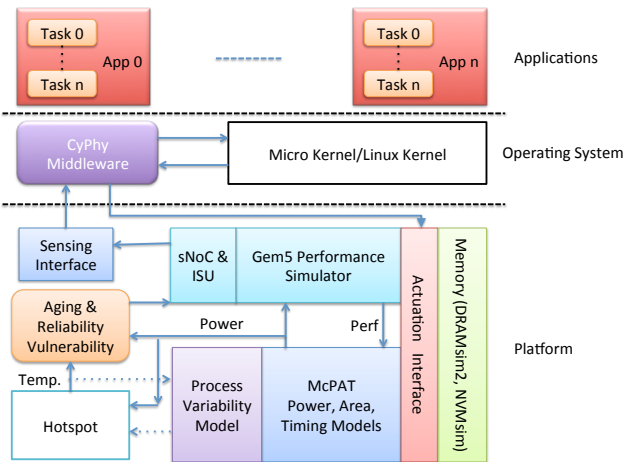 Task 0
App 0
Task n
Task 0
App n
Task n
Applications
CyPhy
Middleware
Micro Kernel/Linux Kernel
Operating System
Sensing
Interface
sNoC &
ISU
Gem5 Performance
Simulator
Actuation Interface
Memory (DRAMsim2, NVMsim)
Aging &
Reliability
Vulnerability
Power
Perf
Platform
Temp.
Hotspot
Process
Variability
Model
McPAT
Power, Area,
Timing Models